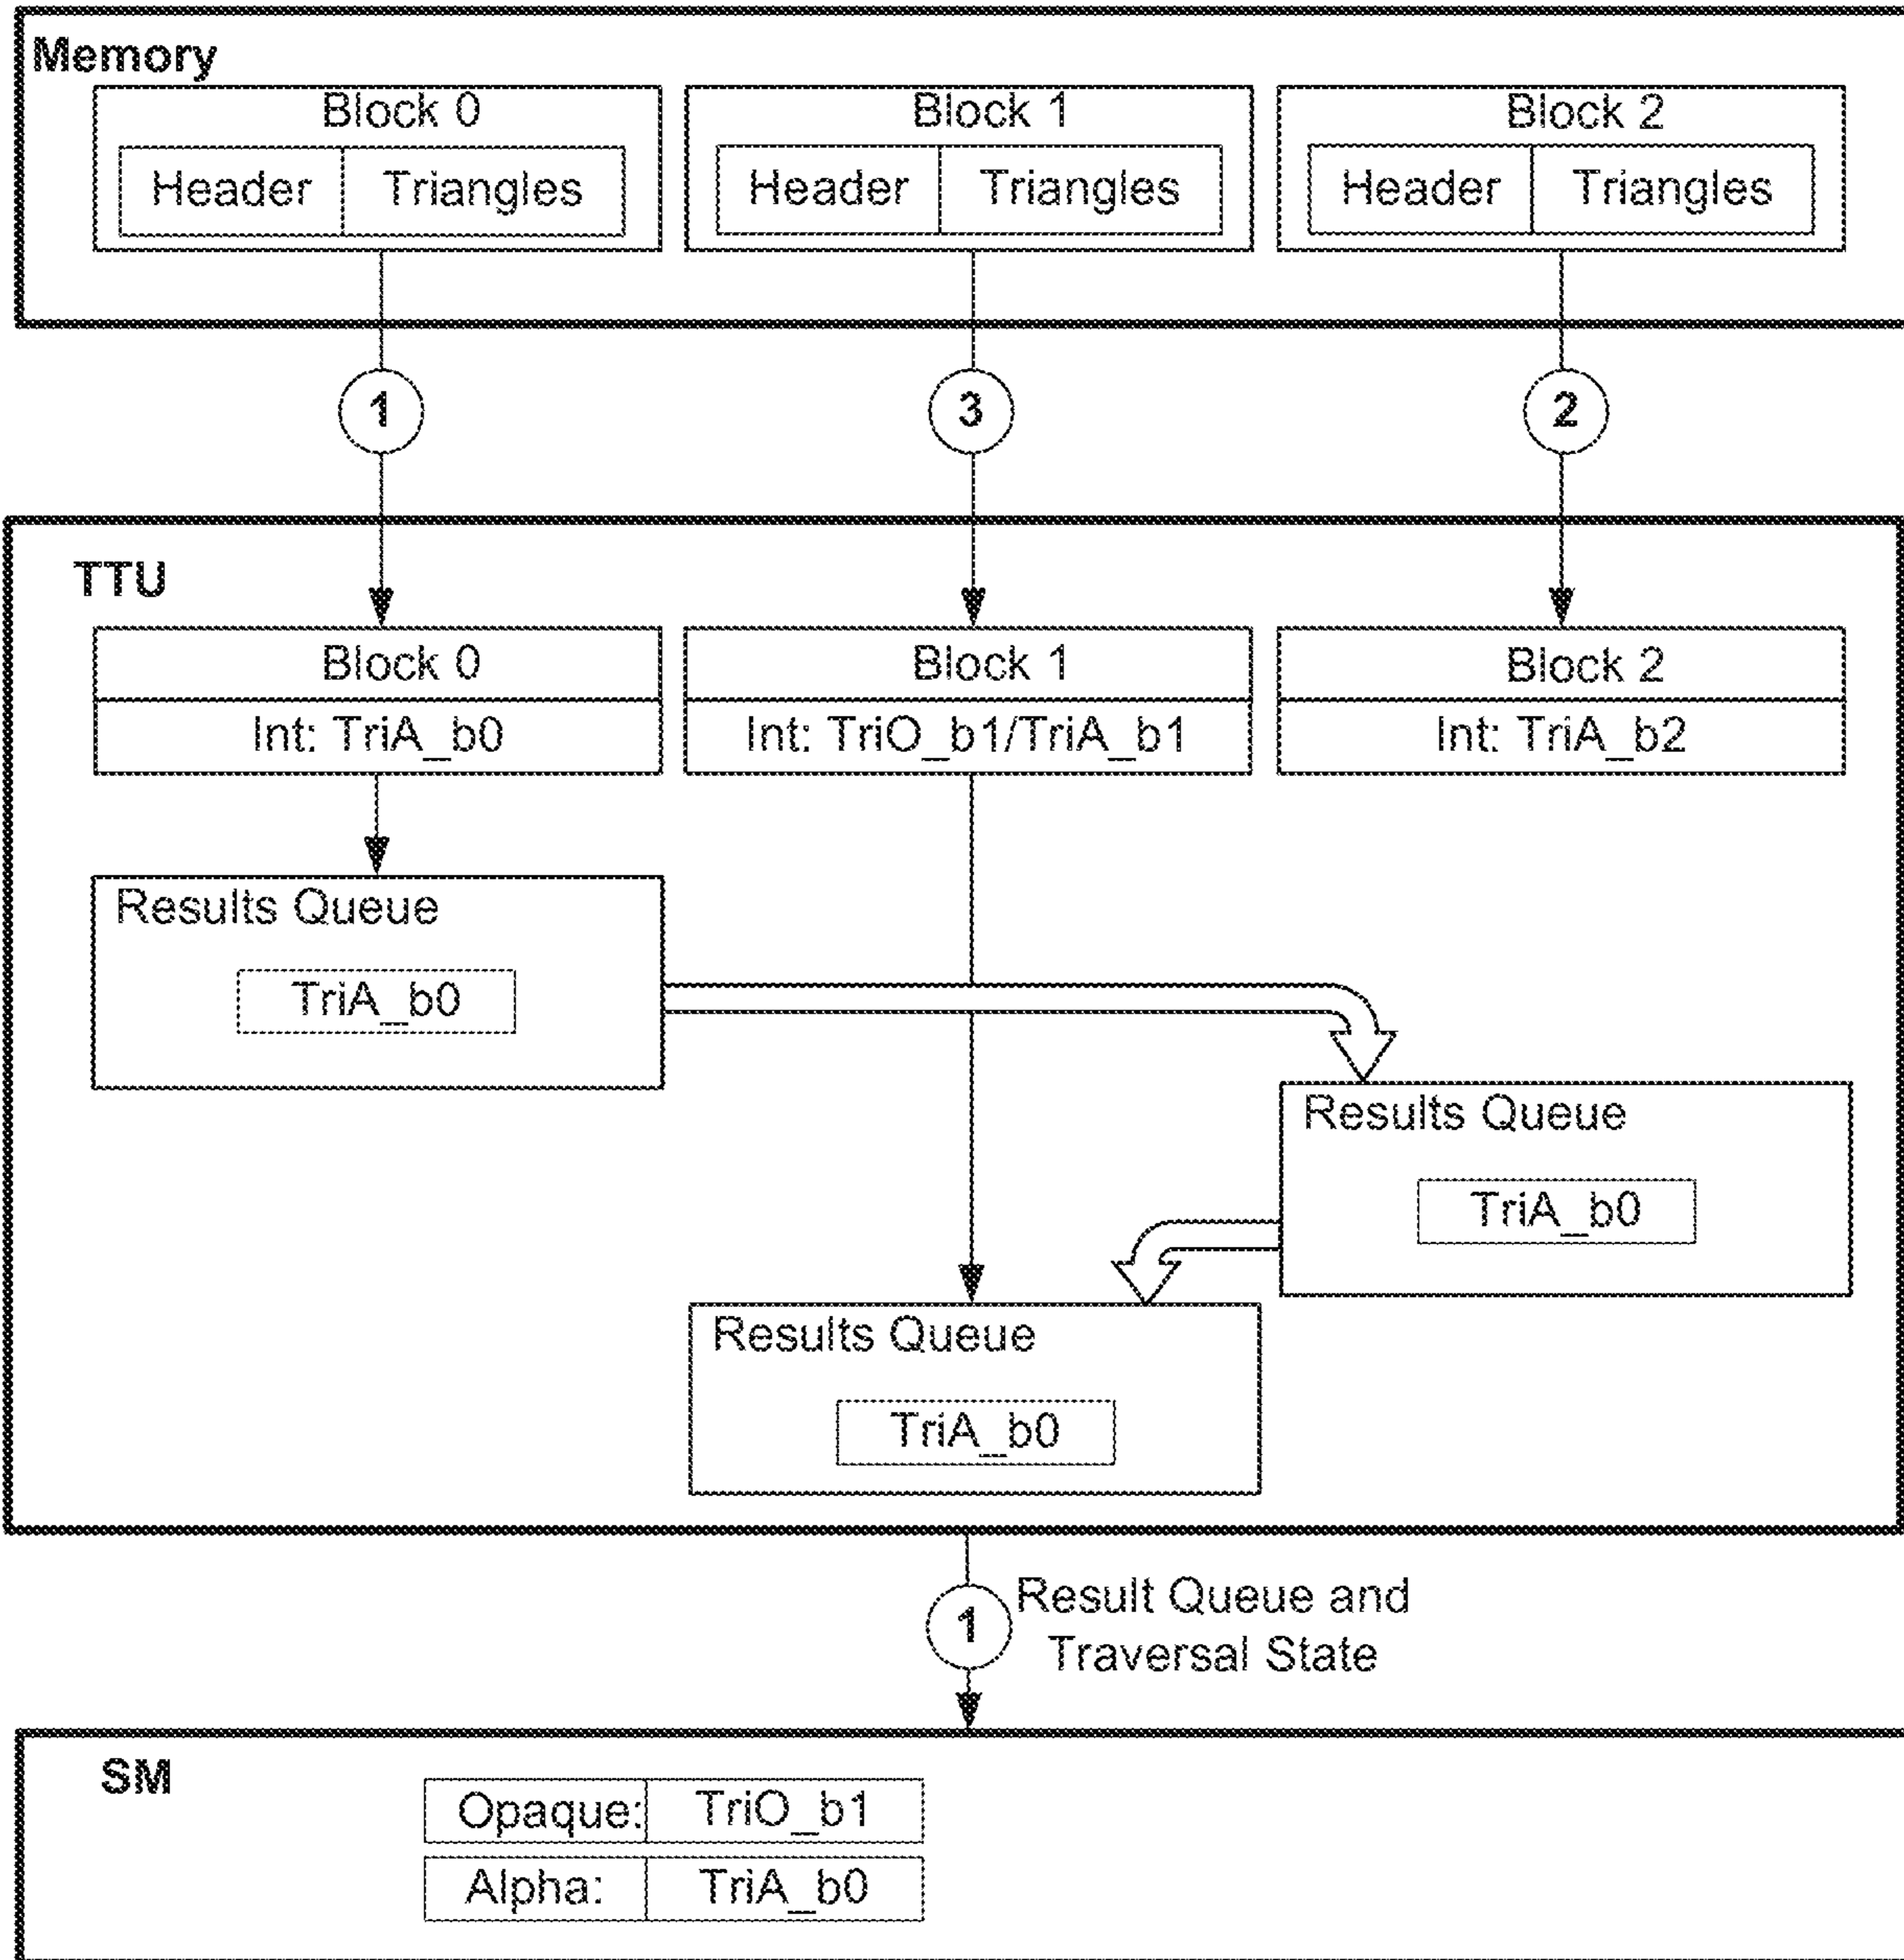 Memory
Block 0
Block 1
Block 2
Header Triangles
Header Triangles
Header Triangles
1
3
2
TTU
Block 0
Block 1
Block 2
Int: TriA_b0
Int: TriO_b1/TriA_b1
Int: TriA_b2
Results Queue
TriA_b0
Results Queue
TriA_b0
Results Queue
TriA_b0
1
Result Queue and
Traversal State
SM
Opaque: TriO_b1
Alpha: TriA_b0